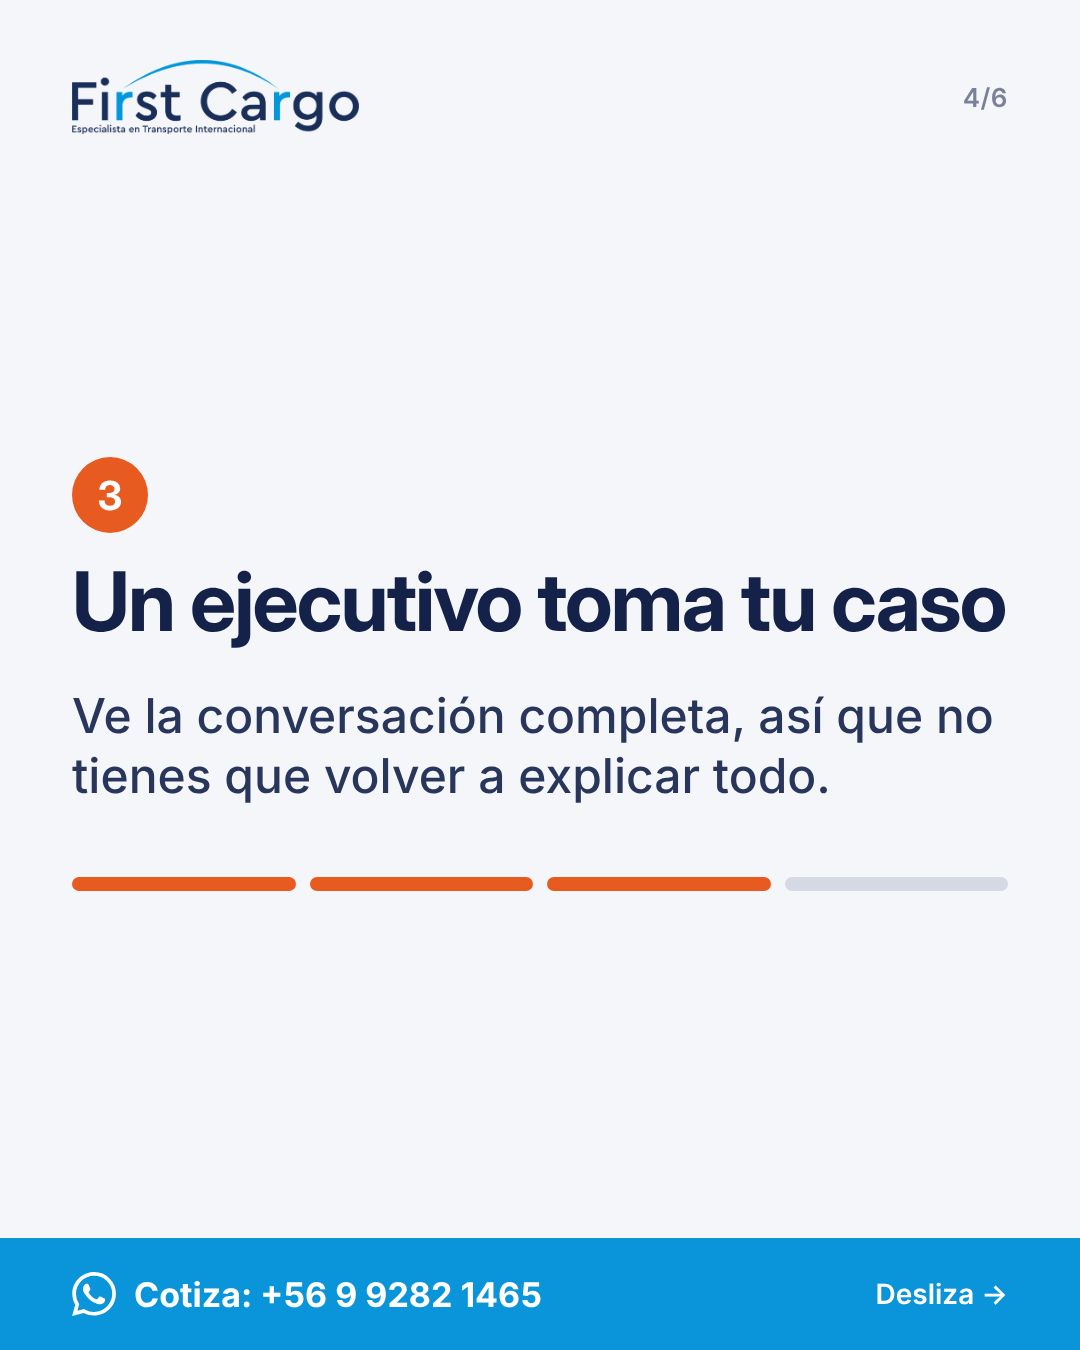 First Cargo
Especialista en Transporte Internacional
4/6
3
Un ejecutivo toma tu caso
Ve la conversación completa, así que no
tienes que volver a explicar todo.
Cotiza: +56 9 9282 1465
Desliza →